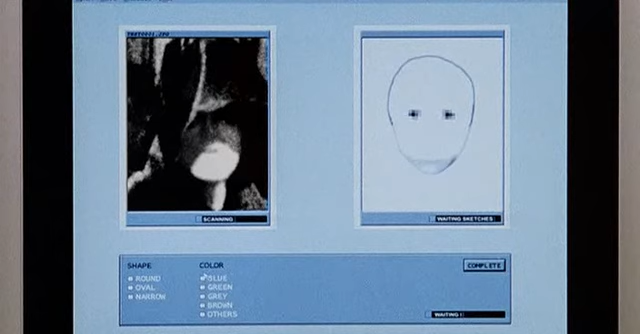 SCANNING
WAITING SKETCHES
SHAPE
ROUND
OVAL
NARROW
COLOR
BLUE
GREEN
GREY
BROWN
OTHERS
COMPLETE
WAITING